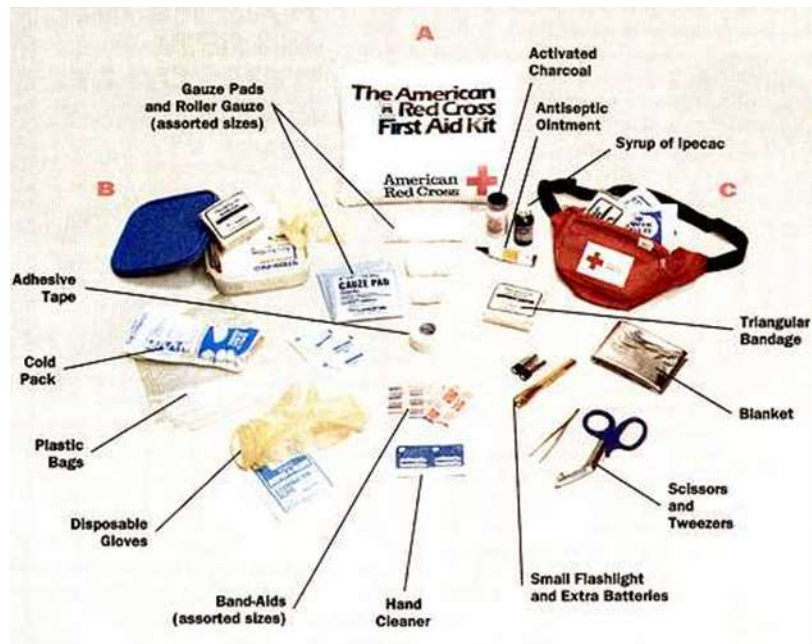 A
Activated
Charcoal
Gauze Pads
and Roller Gauze
(assorted sizes)
The American
Red Cross
First Aid Kit
Antiseptic
Ointment
Syrup of Ipecac
American
Red Cross
B
C
Adhesive
Tape
GAUZE PAD
Triangular
Bandage
Cold
Pack
Blanket
Plastic
Bags
Scissors
and
Tweezers
Disposable
Gloves
Small Flashlight
and Extra Batteries
Band-Aids
(assorted sizes)
Hand
Cleaner